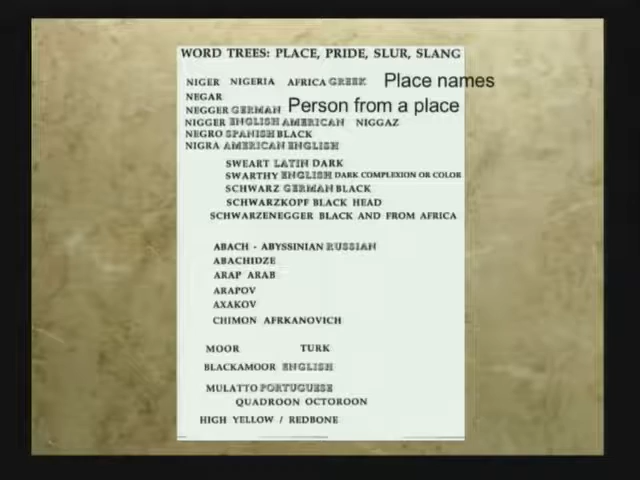 WORD TREES: PLACE, PRIDE, SLUR, SLANG
NIGER NIGERIA AFRICA GREEK Place names
NEGAR
NEGGER GERMAN Person from a place
NIGGER ENGLISH AMERICAN NIGGAZ
NEGRO SPANISH BLACK
NIGRA AMERICAN ENGLISH
SWEART LATIN DARK
SWARTHY ENGLISH DARK COMPLEXION OR COLOR
SCHWARZ GERMAN BLACK
SCHWARZKOPF BLACK HEAD
SCHWARZENEGGER BLACK AND FROM AFRICA
ABACH - ABYSSINIAN RUSSIAN
ABACHIDZE
ARAP ARAB
ARAPOV
AXAKOV
CHIMON AFRKANOVICH
MOOR TURK
BLACKAMOOR ENGLISH
MULATTO PORTUGUESE
QUADROON OCTOROON
HIGH YELLOW / REDBONE